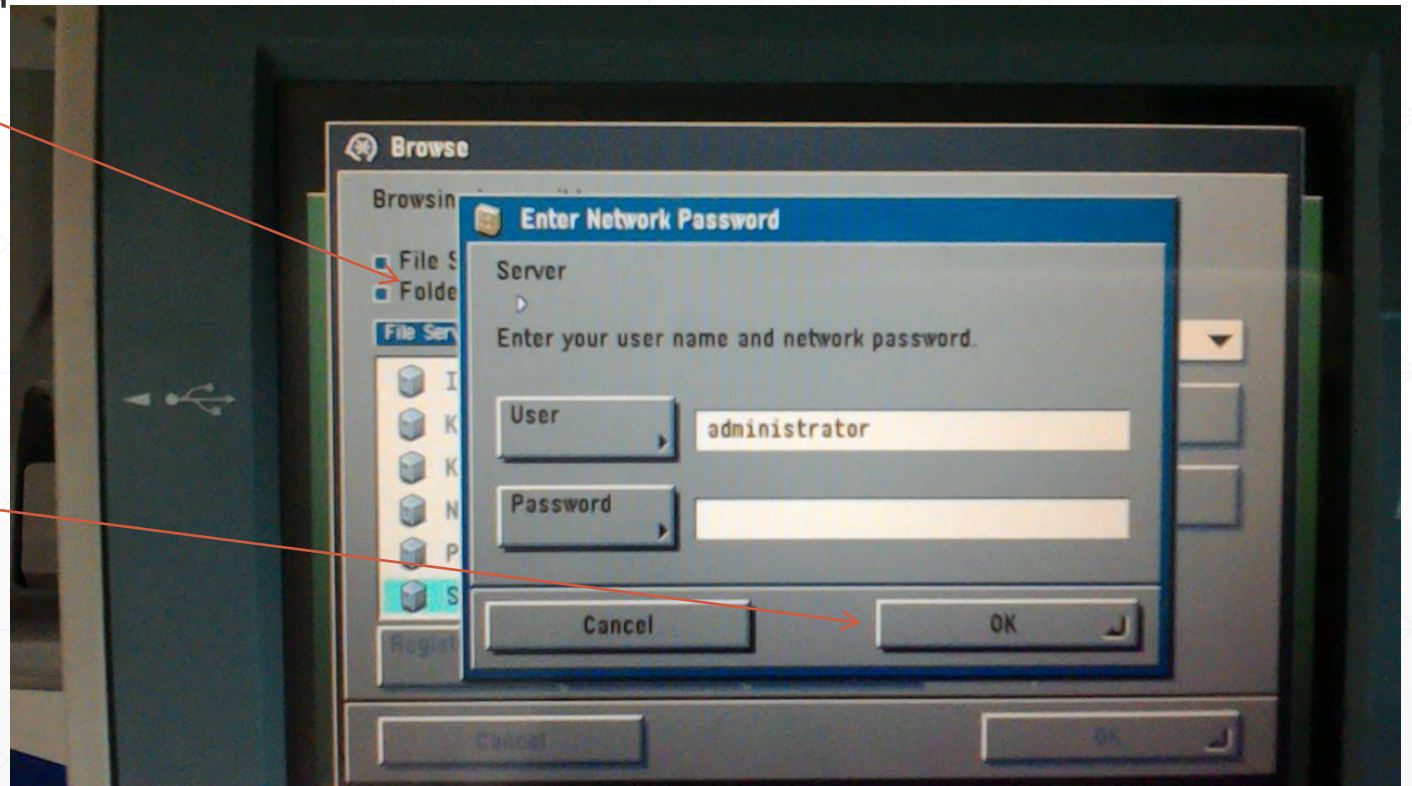 Browse
Browsin
Enter Network Password
File S
Server
Folde
File Serv
Enter your user name and network password.
I
K
User
administrator
K
N
Password
P
S
Cancel
OK
Regist
Cancel
OK